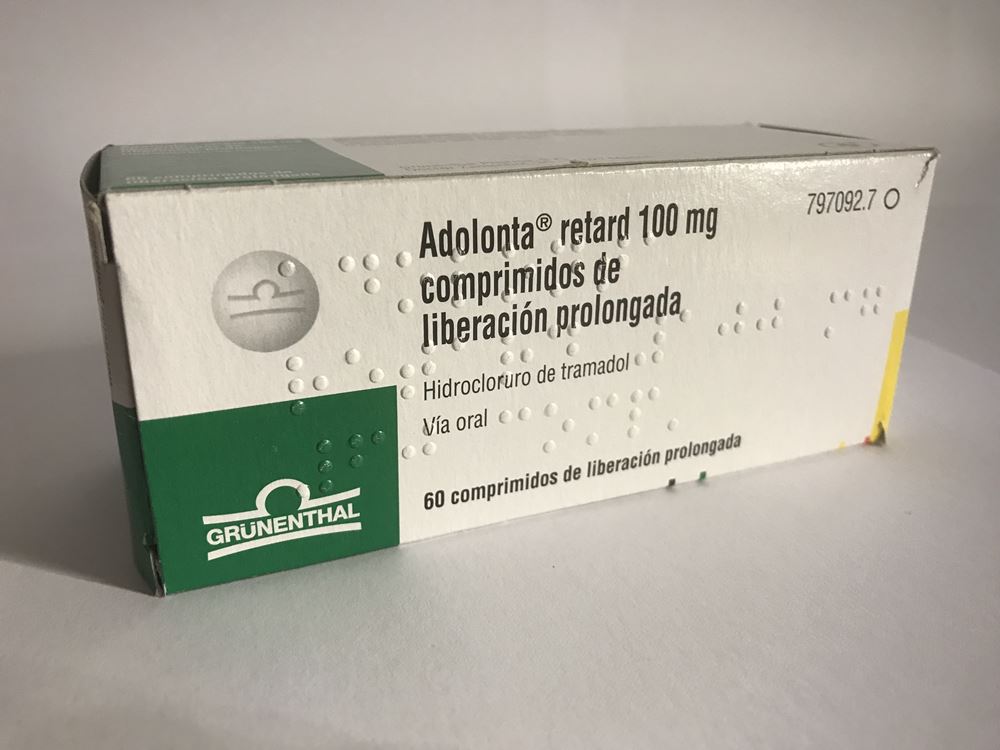 Adolonta® retard 100 mg
comprimidos de
liberación prolongada
797092.7 O
Hidrocloruro de tramadol
Vía oral
60 comprimidos de liberación prolongada
GRÜNENTHAL